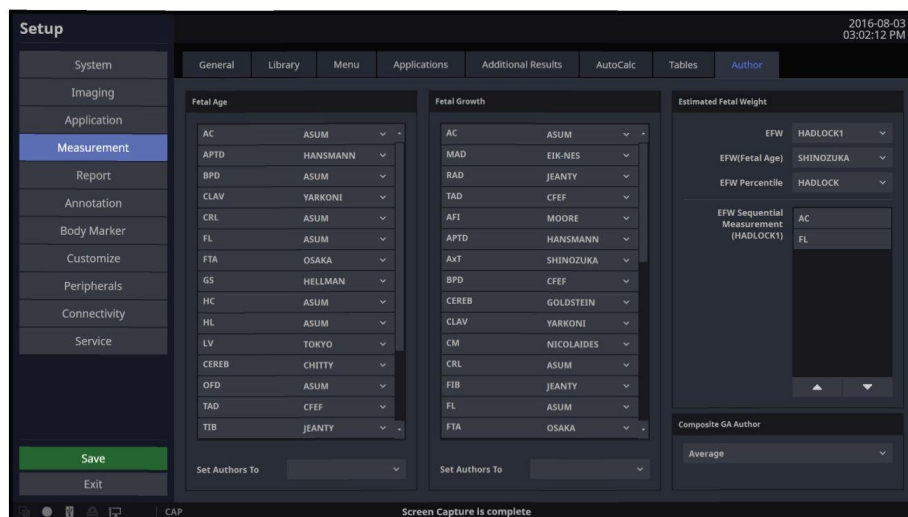 Setup
2016-08-03
03:02:12 PM
System
Imaging
Application
Measurement
Report
Annotation
Body Marker
Customize
Peripherals
Connectivity
Service
Save
Exit
General Library Menu Applications Additional Results AutoCalc Tables Author
Fetal Age
AC ASUM
APTD HANSMANN
BPD ASUM
CLAV YARKONI
CRL ASUM
FL ASUM
FTA OSAKA
GS HELLMAN
HC ASUM
HL ASUM
LV TOKYO
CEREB CHITTY
OFD ASUM
TAD CFEF
TIB JEANTY
Set Authors To
Fetal Growth
AC ASUM
MAD EIK-NES
RAD JEANTY
TAD CFEF
AFI MOORE
APTD HANSMANN
AxT SHINOZUKA
BPD CFEF
CEREB GOLDSTEIN
CLAV YARKONI
CM NICOLAIDES
CRL ASUM
FIB JEANTY
FL ASUM
FTA OSAKA
Set Authors To
Estimated Fetal Weight
EFW HADLOCK1
EFW(Fetal Age) SHINOZUKA
EFW Percentile HADLOCK
EFW Sequential
Measurement
(HADLOCK1)
AC
FL
Composite GA Author
Average
CAP
Screen Capture is complete